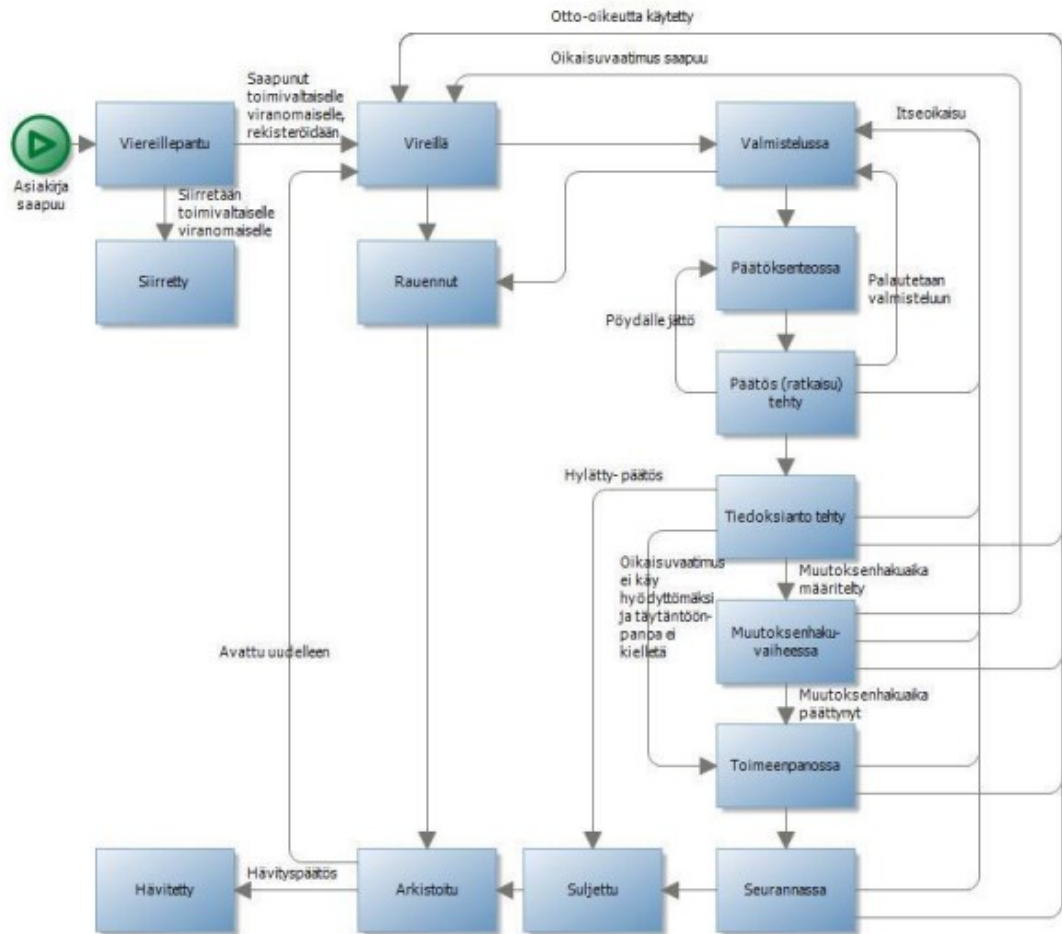 Otto-oikeutta käytetty
Oikaisuvaatimus saapuu
Saapunut
toimivaltaiselle
viranomaiselle,
rekisteröidään
Itseoikaisu
Viereillepantu
Vireillä
Valmistelussa
Asiakirja
saapuu
Siirretään
toimivaltaiselle
viranomaiselle
Siirretty
Rauennut
Päätöksenteossa
Palautetaan
valmisteluun
Pöydälle jättö
Päätös (ratkaisu)
tehty
Hylätty- päätös
Tiedoksianto tehty
Oikaisuvaatimus
ei käy
hyödyttömäksi
ja täytäntöön-
panoa ei
kielletä
Muutoksenhakuaika
määritelty
Avattu uudelleen
Muutoksenhaku-
vaiheessa
Muutoksenhakuaika
päättynyt
Toimeenpanossa
Hävitetty
Hävityspäätös
Arkistoitu
Suljettu
Seurannassa